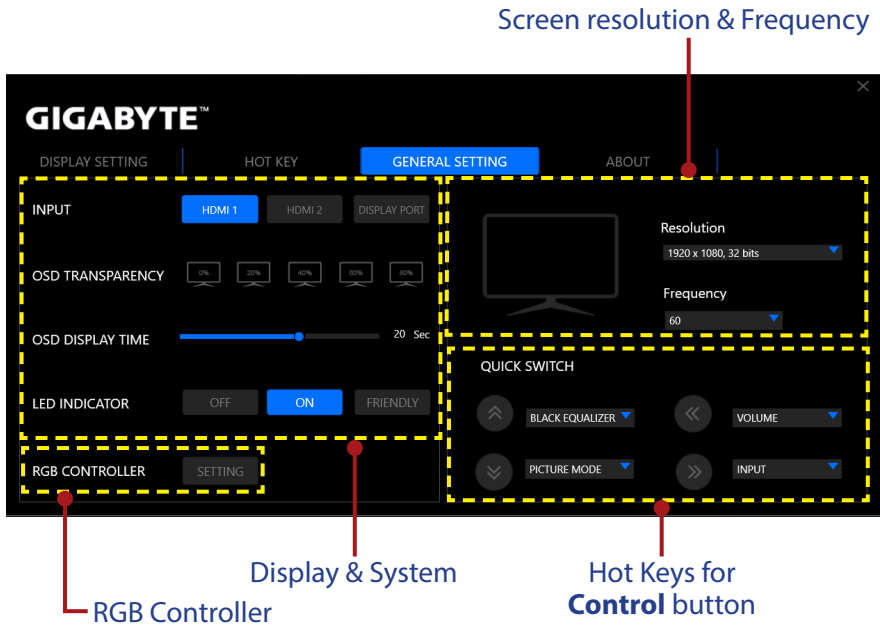 Screen resolution & Frequency
GIGABYTE™
DISPLAY SETTING HOT KEY GENERAL SETTING ABOUT
INPUT HDMI 1 HDMI 2 DISPLAY PORT
OSD TRANSPARENCY 0% 20% 40% 60% 80%
OSD DISPLAY TIME 20 Sec
LED INDICATOR OFF ON FRIENDLY
RGB CONTROLLER SETTING
Resolution
1920 x 1080, 32 bits
Frequency
60
QUICK SWITCH
BLACK EQUALIZER VOLUME
PICTURE MODE INPUT
Display & System
RGB Controller
Hot Keys for
Control button